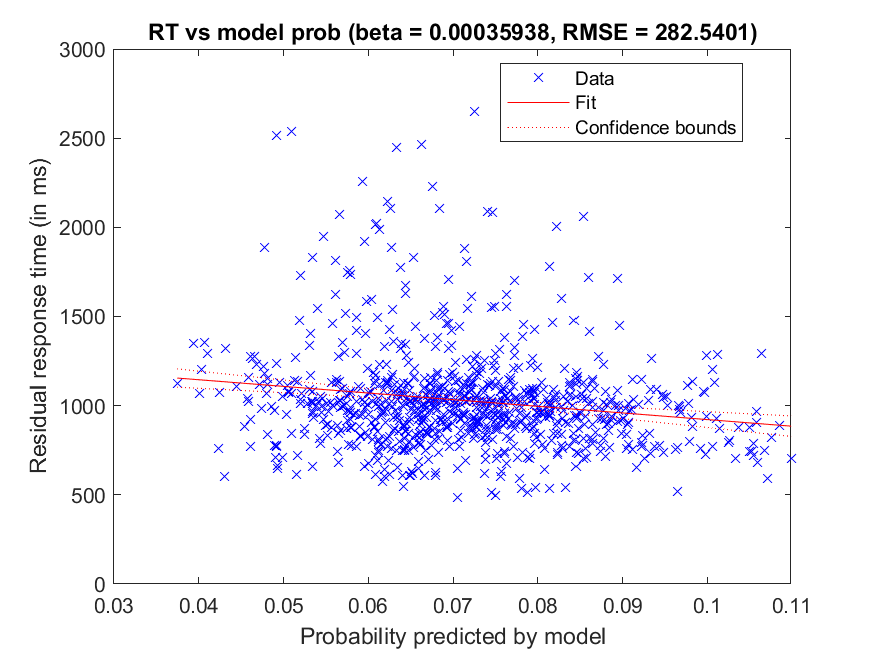 RT vs model prob (beta = 0.00035938, RMSE = 282.5401)
3000
2500
2000
1500
1000
500
0
Residual response time (in ms)
Data
Fit
Confidence bounds
0.03 0.04 0.05 0.06 0.07 0.08 0.09 0.1 0.11
Probability predicted by model